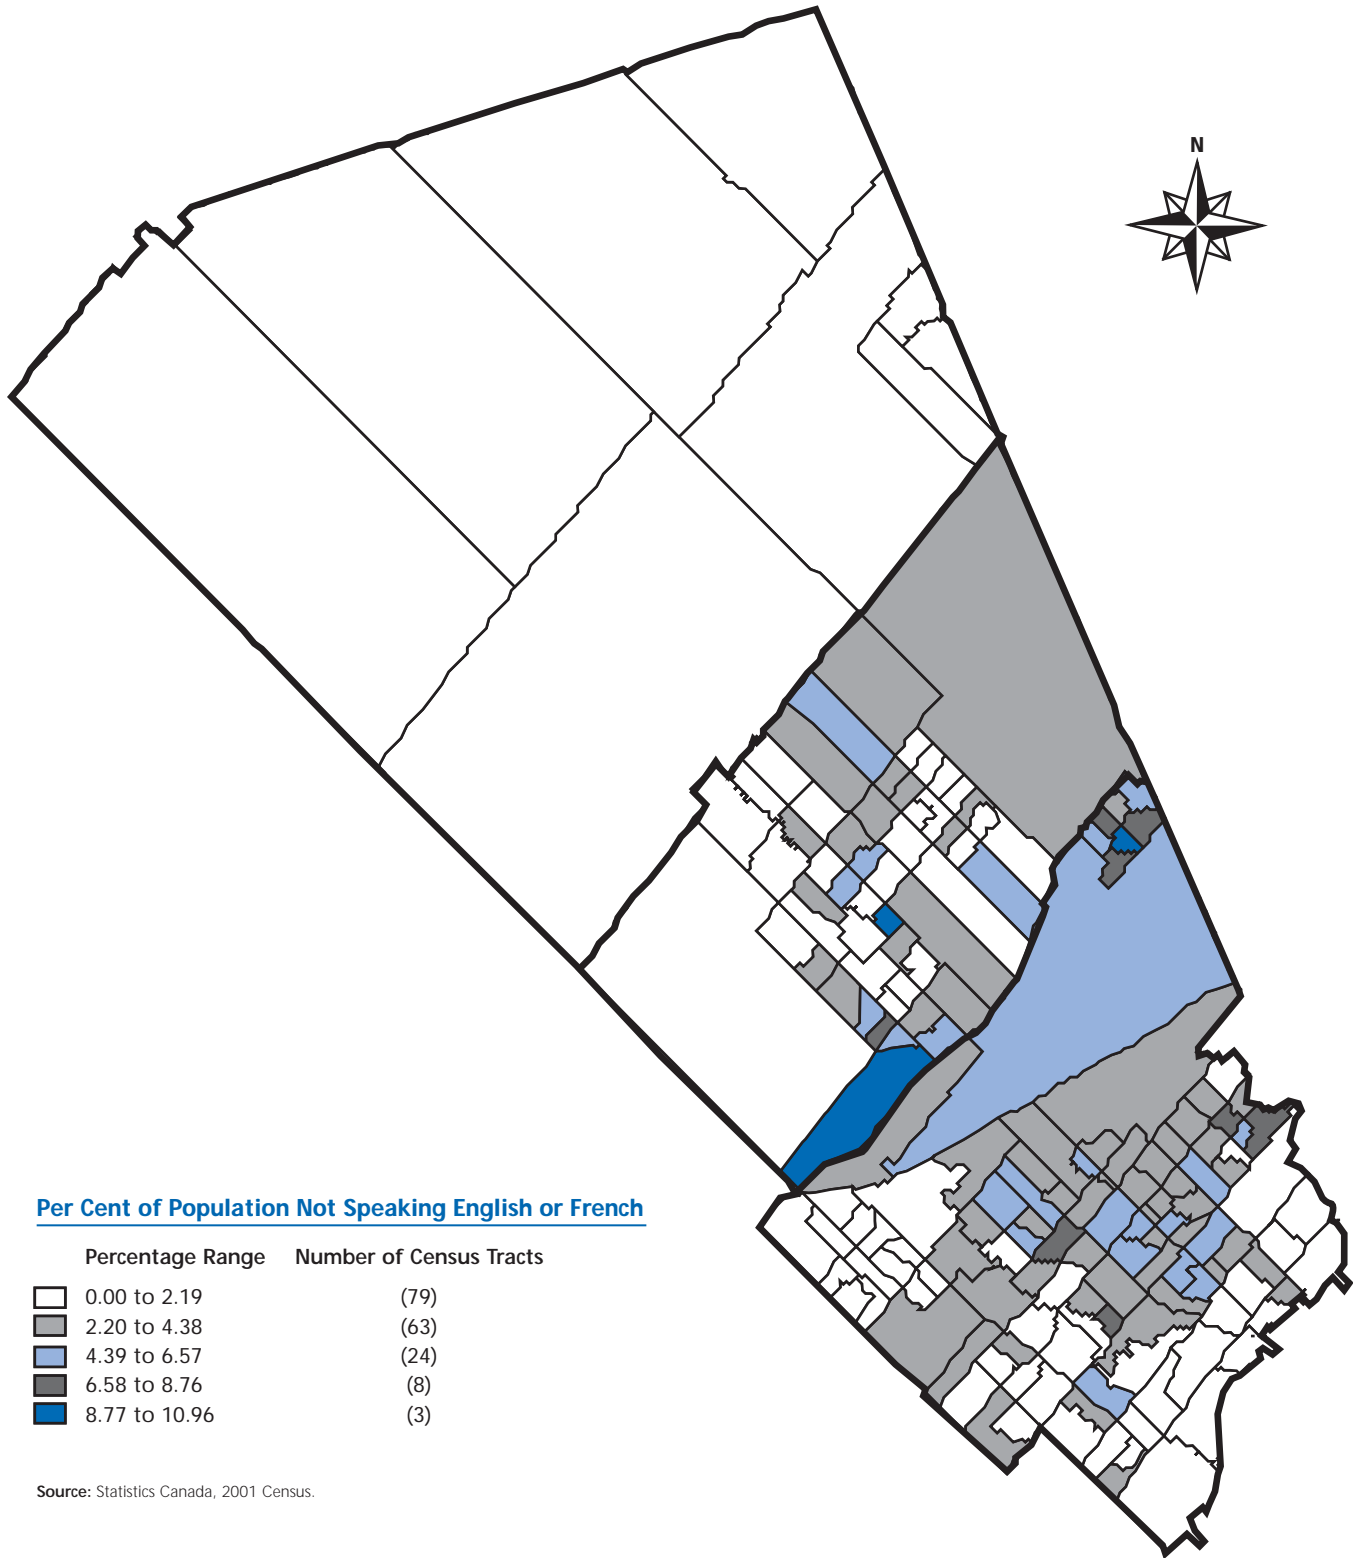 N
Per Cent of Population Not Speaking English or French
Percentage Range Number of Census Tracts
0.00 to 2.19 (79)
2.20 to 4.38 (63)
4.39 to 6.57 (24)
6.58 to 8.76 (8)
8.77 to 10.96 (3)
Source: Statistics Canada, 2001 Census.